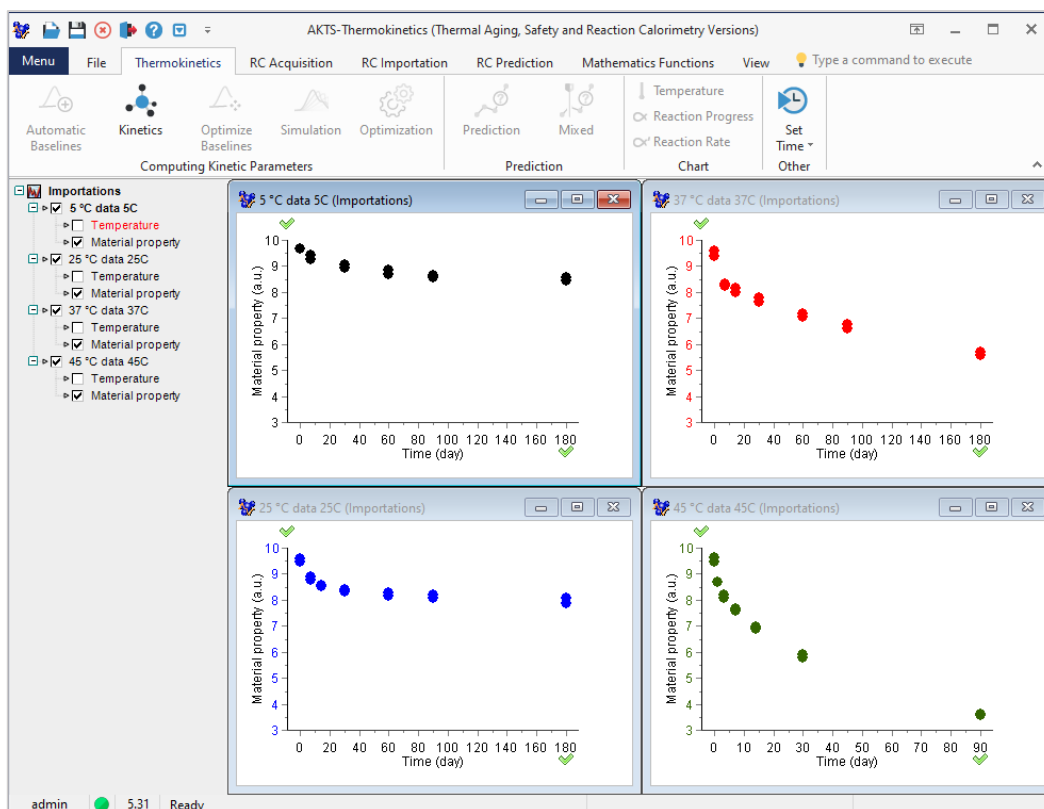 AKTS-Thermokinetics (Thermal Aging, Safety and Reaction Calorimetry Versions)
Menu File Thermokinetics RC Acquisition RC Importation RC Prediction Mathematics Functions View Type a command to execute
Automatic Baselines
Kinetics
Optimize Baselines
Simulation
Optimization
Prediction
Mixed
Temperature
Reaction Progress
Reaction Rate
Set Time
Computing Kinetic Parameters Prediction Chart Other
Importations
5 °C data 5C
Temperature
Material property
25 °C data 25C
Temperature
Material property
37 °C data 37C
Temperature
Material property
45 °C data 45C
Temperature
Material property
5 °C data 5C (Importations)
Material property (a.u.)
10
9
8
7
6
5
4
3
0 20 40 60 80 100 120 140 160 180
Time (day)
37 °C data 37C (Importations)
Material property (a.u.)
10
9
8
7
6
5
4
3
0 20 40 60 80 100 120 140 160 180
Time (day)
25 °C data 25C (Importations)
Material property (a.u.)
10
9
8
7
6
5
4
3
0 20 40 60 80 100 120 140 160 180
Time (day)
45 °C data 45C (Importations)
Material property (a.u.)
10
9
8
7
6
5
4
3
0 10 20 30 40 50 60 70 80 90
Time (day)
admin 5.31 Ready